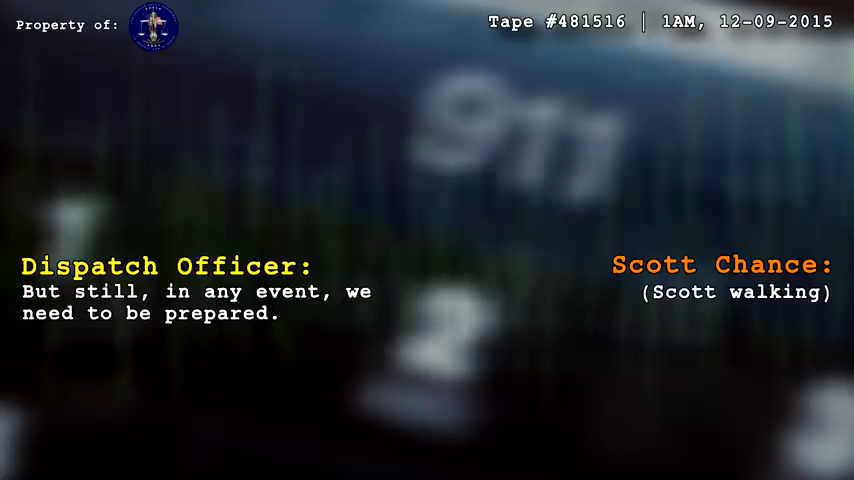 Property of:
Tape #481516 | 1AM, 12-09-2015
911
1
Dispatch Officer:
But still, in any event, we
need to be prepared.
Scott Chance:
(Scott walking)
2
3